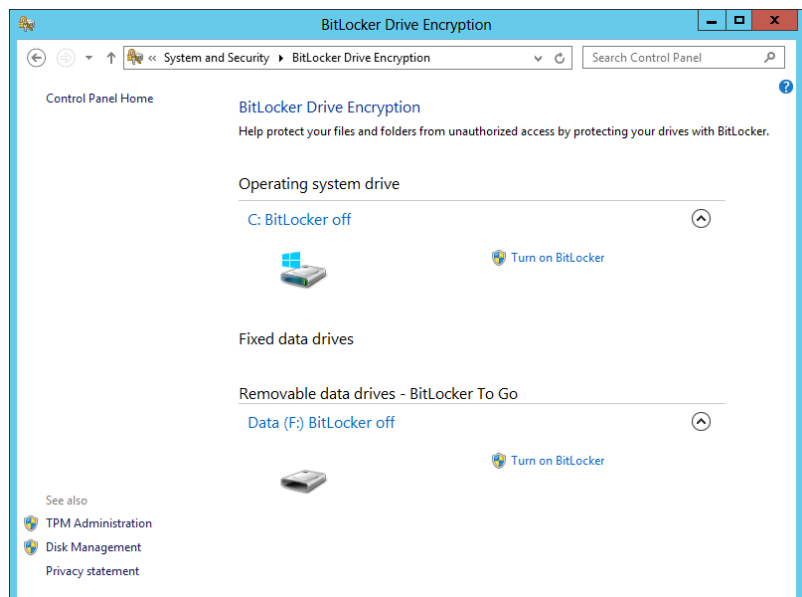 BitLocker Drive Encryption
« System and Security ▸ BitLocker Drive Encryption
Search Control Panel
Control Panel Home
BitLocker Drive Encryption
Help protect your files and folders from unauthorized access by protecting your drives with BitLocker.
Operating system drive
C: BitLocker off
Turn on BitLocker
Fixed data drives
Removable data drives - BitLocker To Go
Data (F:) BitLocker off
Turn on BitLocker
See also
TPM Administration
Disk Management
Privacy statement